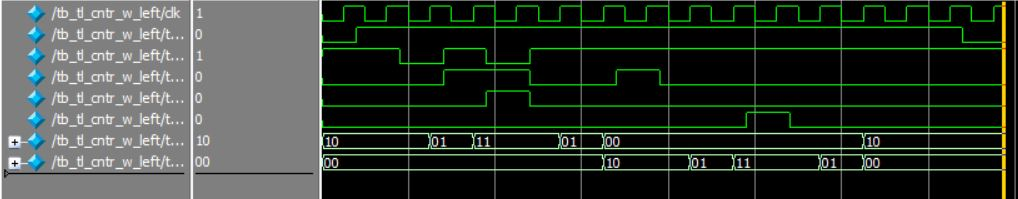 /tb_tl_cntr_w_left/clk 1
/tb_tl_cntr_w_left/t... 0
/tb_tl_cntr_w_left/t... 1
/tb_tl_cntr_w_left/t... 0
/tb_tl_cntr_w_left/t... 0
/tb_tl_cntr_w_left/t... 0
/tb_tl_cntr_w_left/t... 10 10 01 11 01 00 10
/tb_tl_cntr_w_left/t... 00 00 10 01 11 01 00